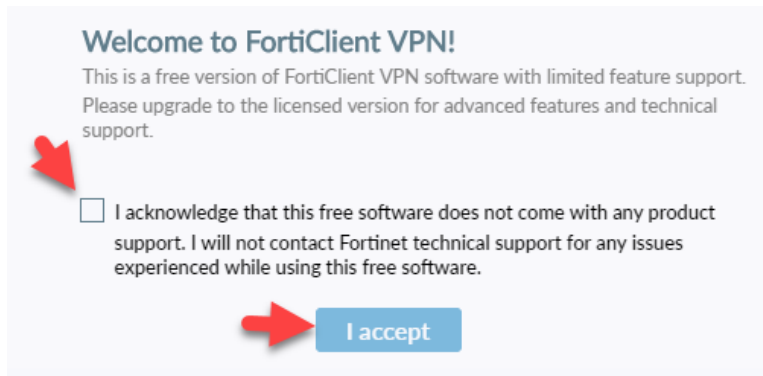 Welcome to FortiClient VPN!
This is a free version of FortiClient VPN software with limited feature support.
Please upgrade to the licensed version for advanced features and technical
support.
I acknowledge that this free software does not come with any product
support. I will not contact Fortinet technical support for any issues
experienced while using this free software.
I accept